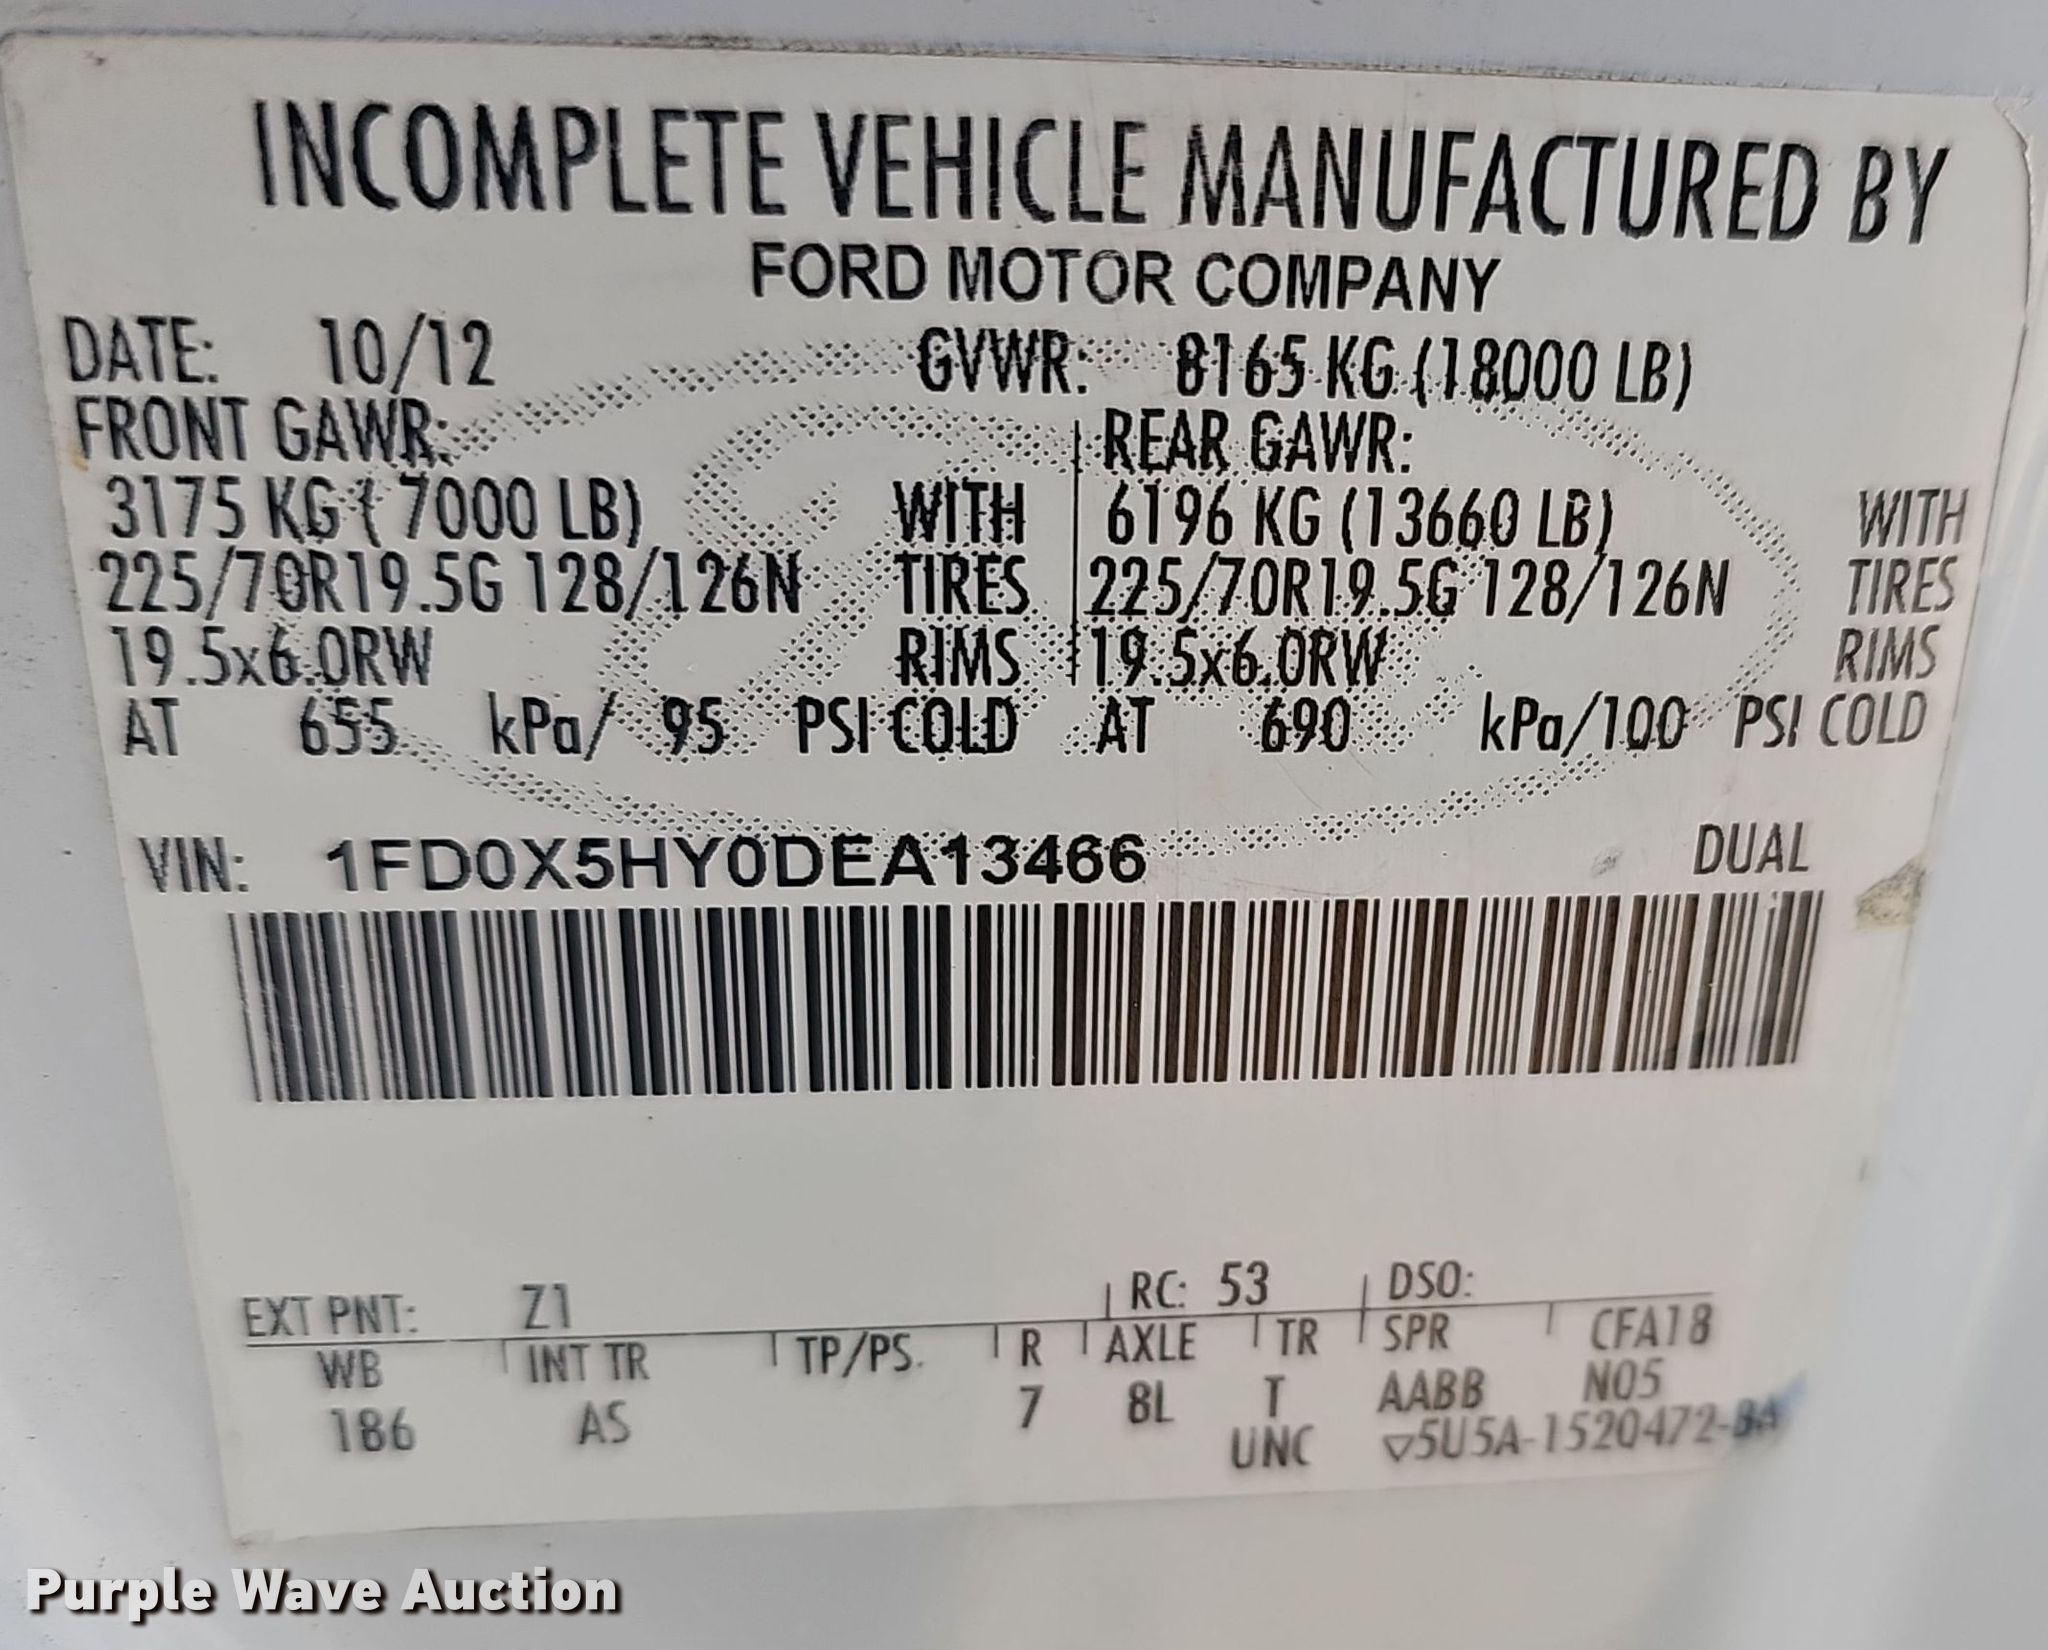 INCOMPLETE VEHICLE MANUFACTURED BY
FORD MOTOR COMPANY
DATE: 10/12 GVWR: 8165 KG (18000 LB)
FRONT GAWR: REAR GAWR:
3175 KG ( 7000 LB) WITH 6196 KG (13660 LB) WITH
225/70R19.5G 128/126N TIRES 225/70R19.5G 128/126N TIRES
19.5x6.0RW RIMS 19.5x6.0RW RIMS
AT 655 kPa/ 95 PSI COLD AT 690 kPa/100 PSI COLD
VIN: 1FD0X5HY0DEA13466 DUAL
EXT PNT: Z1 RC: 53 DSO:
WB INT TR TP/PS R AXLE TR SPR CFA18
186 AS 7 8L T AABB N05
UNC ▽5U5A-1520472-BA
Purple Wave Auction